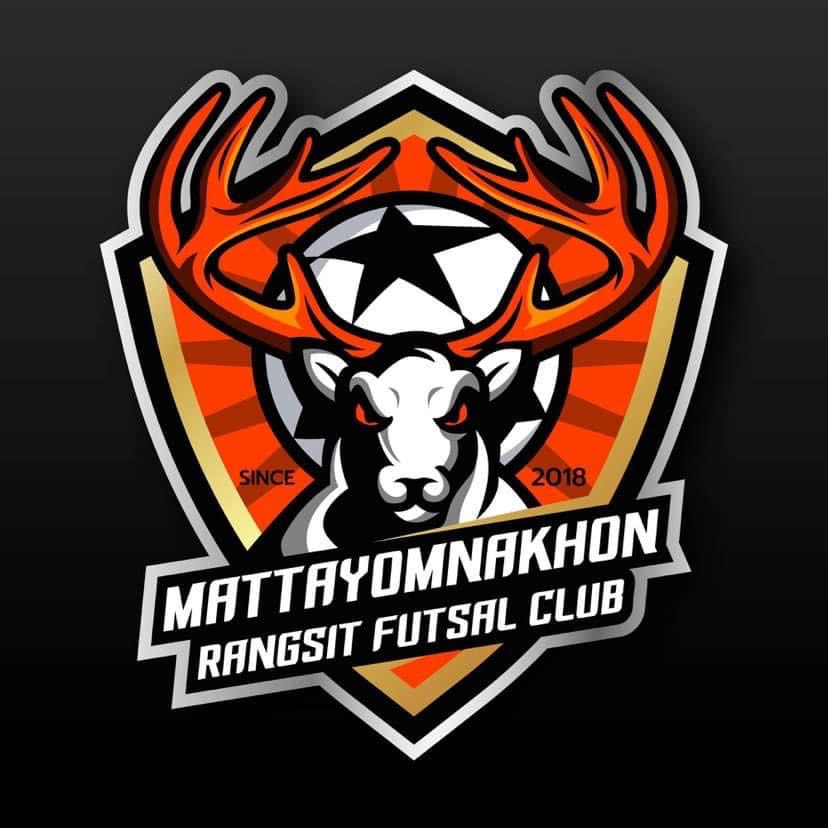 SINCE 2018
MATTAYOMNAKHON
RANGSIT FUTSAL CLUB